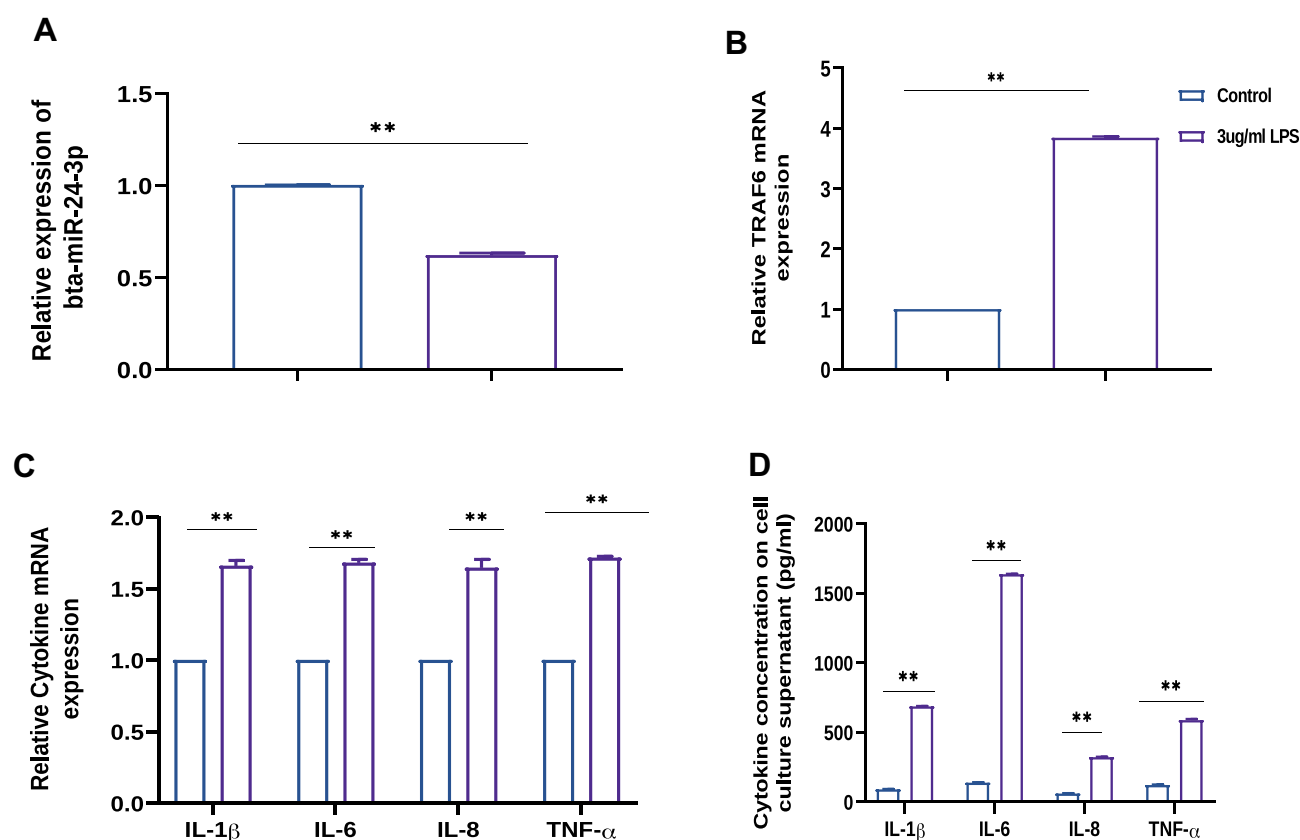 A
Relative expression of
bta-miR-24-3p
1.5
1.0
0.5
0.0
**
B
Relative TRAF6 mRNA
expression
5
4
3
2
1
0
**
Control
3ug/ml LPS
C
Relative Cytokine mRNA
expression
2.0
1.5
1.0
0.5
0.0
**
**
**
**
IL-1β
IL-6
IL-8
TNF-α
D
Cytokine concentration on cell
culture supernatant (pg/ml)
2000
1500
1000
500
0
**
**
**
**
IL-1β
IL-6
IL-8
TNF-α